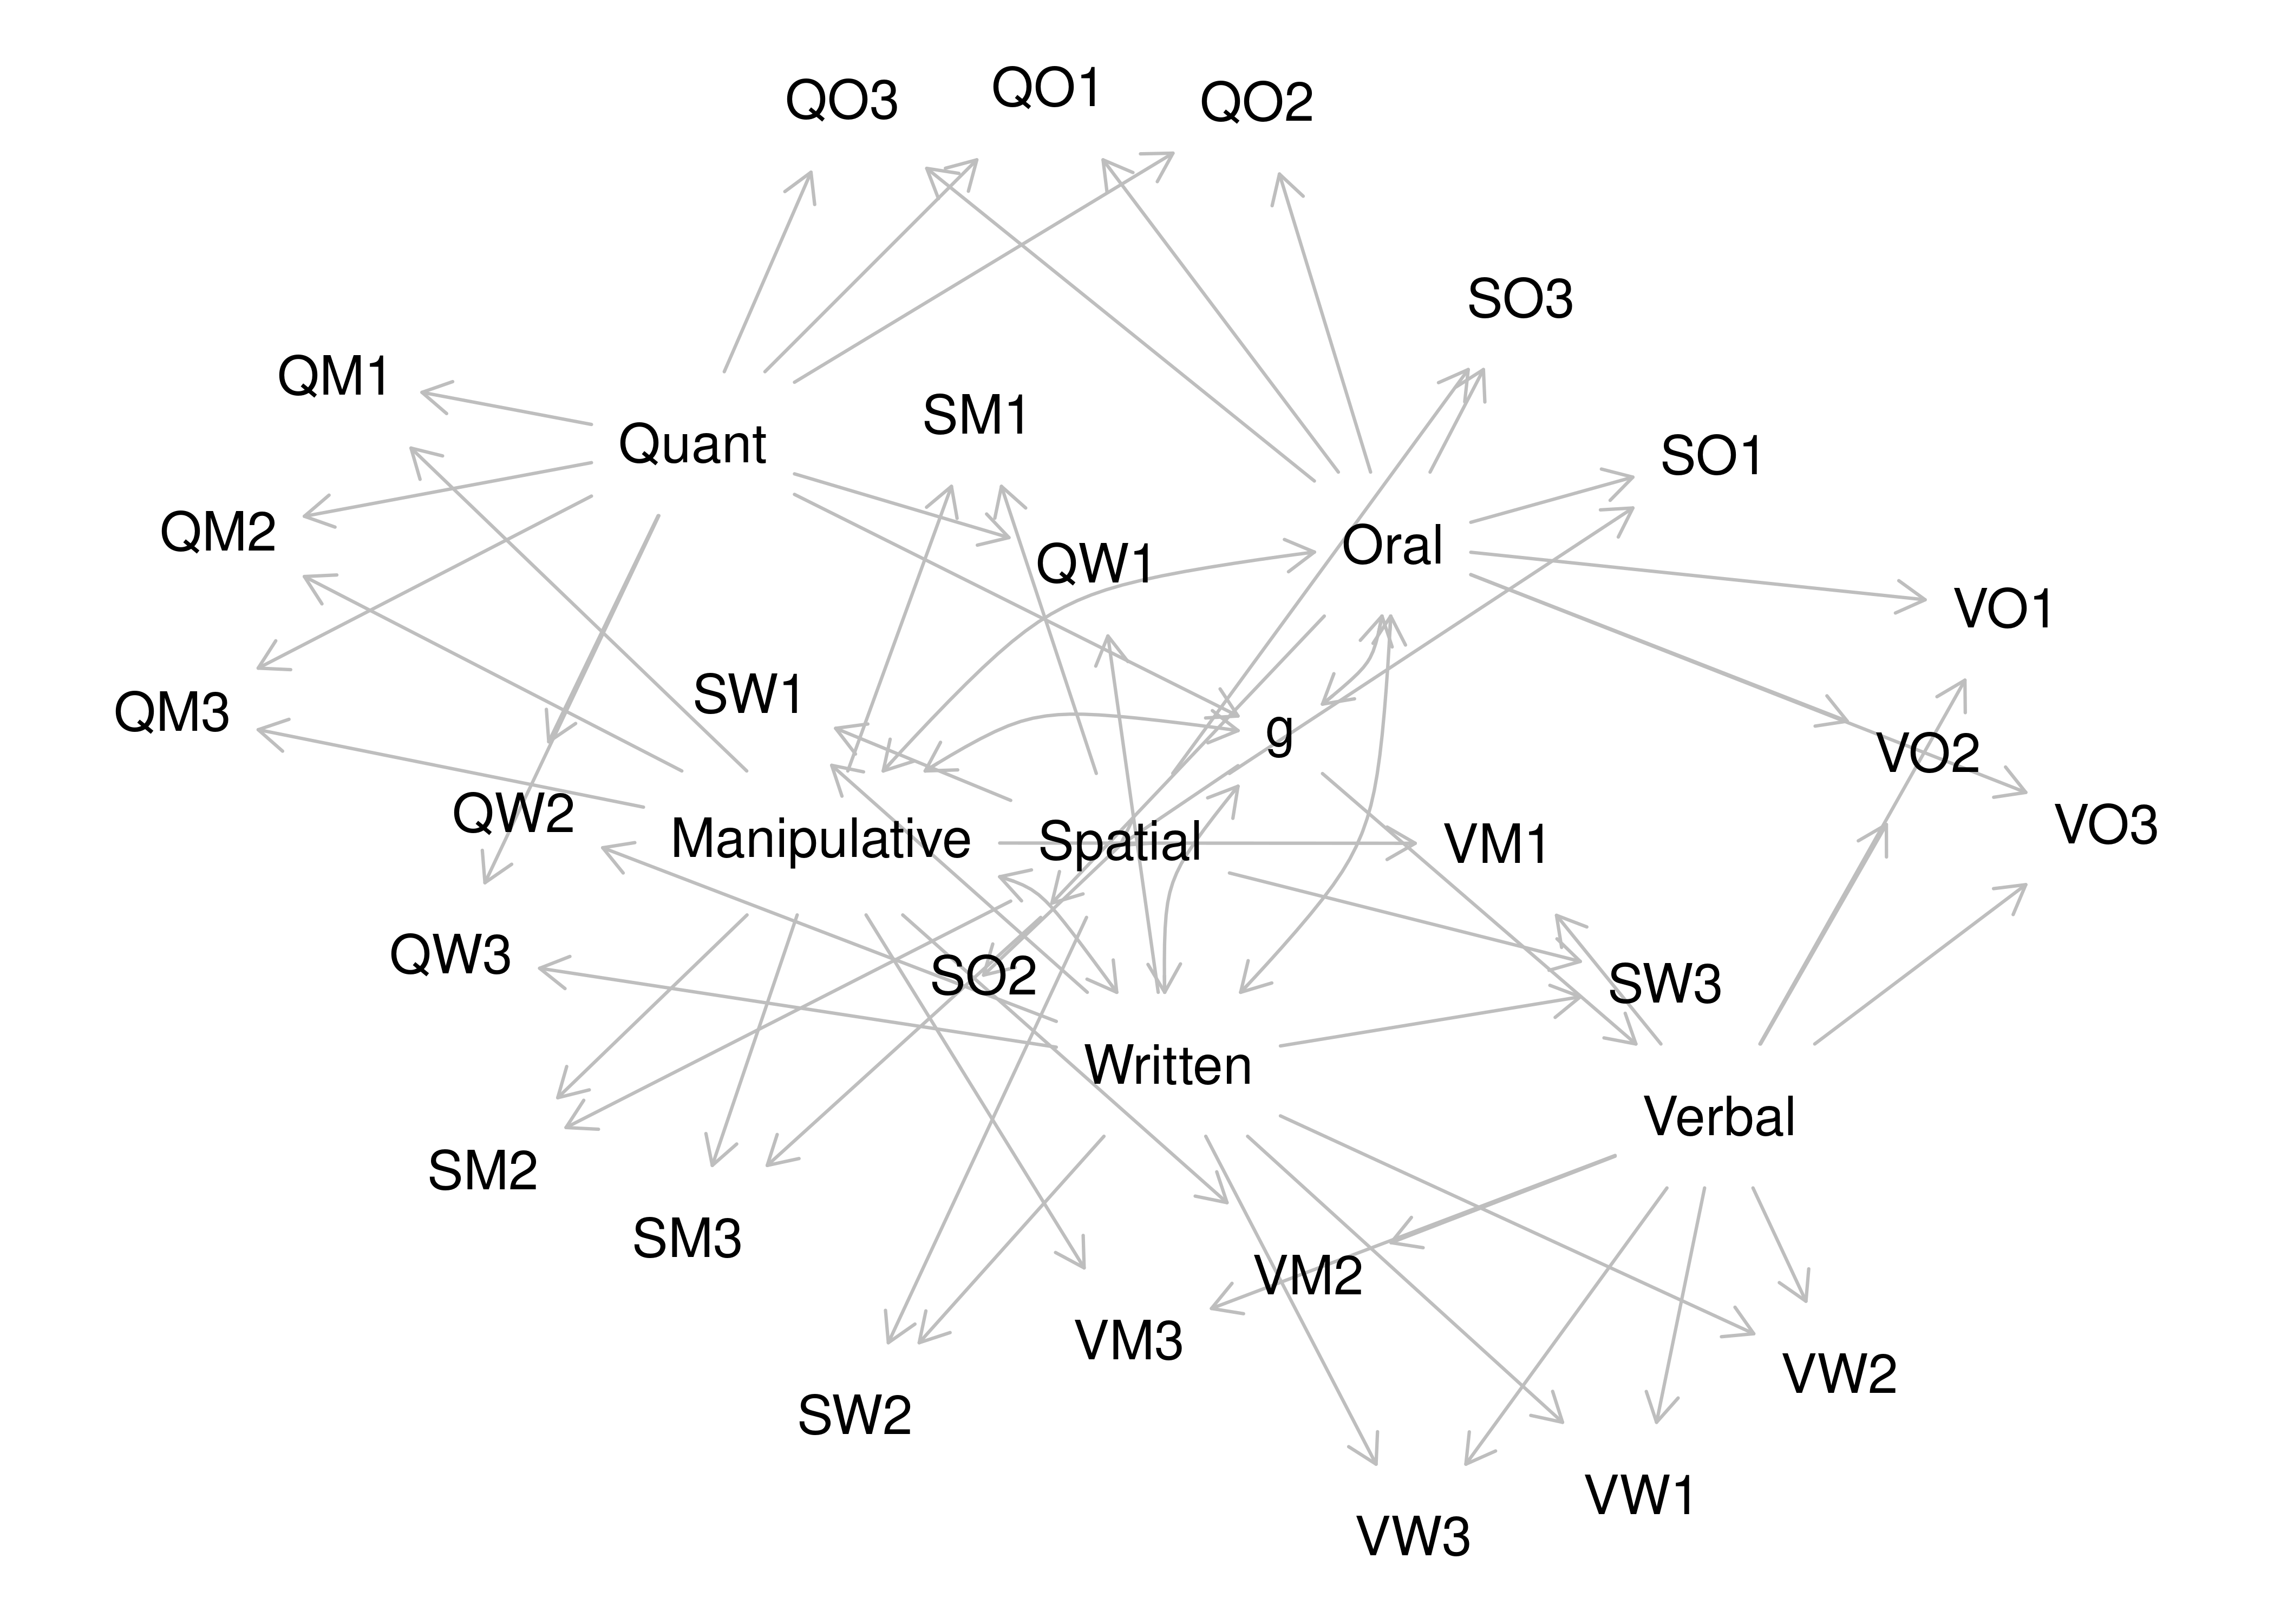 QO3
QO1
QO2
SO3
QM1
SM1
Quant
SO1
QM2
QW1
Oral
VO1
SW1
QM3
g
VO2
QW2
Manipulative
Spatial
VM1
VO3
QW3
SO2
SW3
Written
Verbal
SM2
SM3
VM2
VM3
VW2
SW2
VW1
VW3